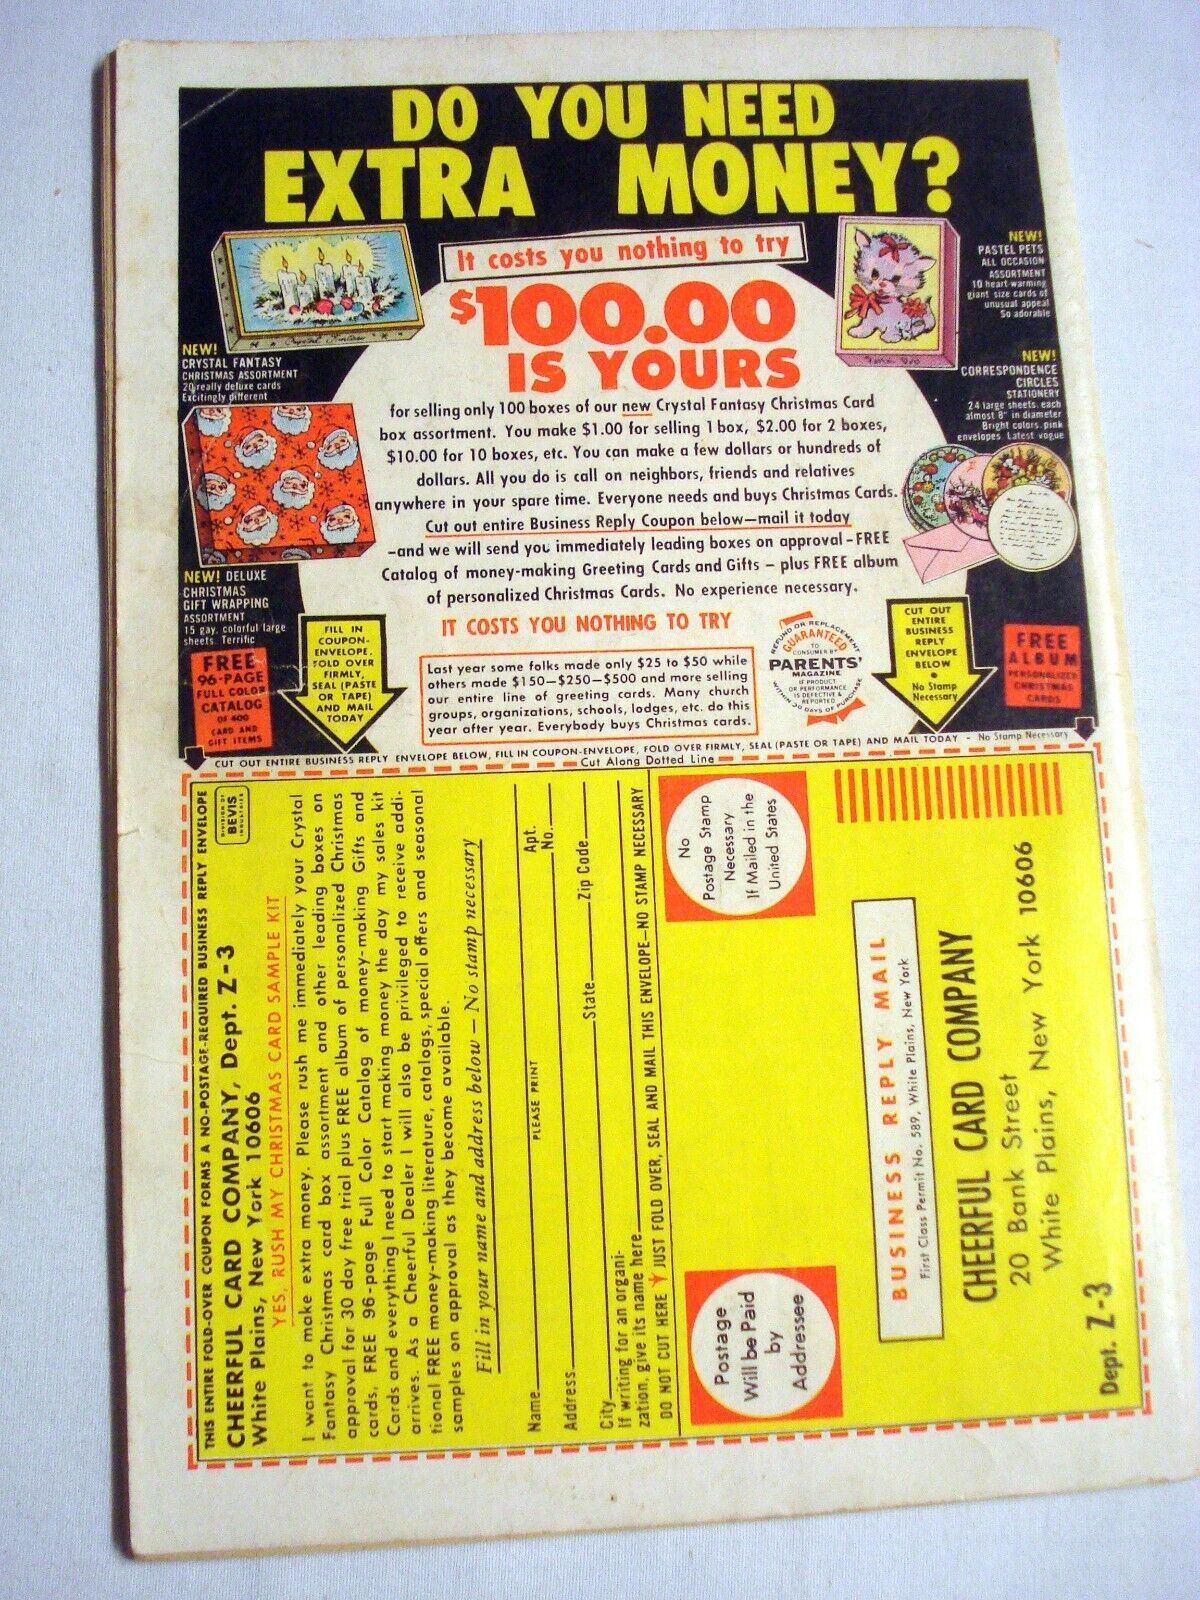 DO YOU NEED
EXTRA MONEY?
It costs you nothing to try
$100.00
IS YOURS
for selling only 100 boxes of our new Crystal Fantasy Christmas Card
box assortment. You make $1.00 for selling 1 box, $2.00 for 2 boxes,
$10.00 for 10 boxes, etc. You can make a few dollars or hundreds of
dollars. All you do is call on neighbors, friends and relatives
anywhere in your spare time. Everyone needs and buys Christmas Cards.
Cut out entire Business Reply Coupon below—mail it today
-and we will send you immediately leading boxes on approval - FREE
Catalog of money-making Greeting Cards and Gifts - plus FREE album
of personalized Christmas Cards. No experience necessary.
IT COSTS YOU NOTHING TO TRY
Last year some folks made only $25 to $50 while
others made $150—$250—$500 and more selling
our entire line of greeting cards. Many church
groups, organizations, schools, lodges, etc. do this
year after year. Everybody buys Christmas cards.
NEW!
CRYSTAL FANTASY
CHRISTMAS ASSORTMENT
20 really deluxe cards
Excitingly different
NEW! DELUXE
CHRISTMAS
GIFT WRAPPING
ASSORTMENT
15 gay, colorful large
sheets. Terrific
FREE
96-PAGE
FULL COLOR
CATALOG
OF 400
CARD AND
GIFT ITEMS
FILL IN
COUPON-
ENVELOPE,
FOLD OVER
FIRMLY,
SEAL (PASTE
OR TAPE)
AND MAIL
TODAY
NEW!
PASTEL PETS
ALL OCCASION
ASSORTMENT
10 heart-warming
giant size cards of
unusual appeal
So adorable
NEW!
CORRESPONDENCE
CIRCLES
STATIONERY
24 large sheets, each
almost 8" in diameter
Bright colors, pink
envelopes. Latest vogue
REFUND OR REPLACEMENT
GUARANTEED
TO
CONSUMER BY
PARENTS'
MAGAZINE
IF PRODUCT
OR PERFORMANCE
IS DEFECTIVE &
REPORTED
WITHIN 30 DAYS OF PURCHASE
CUT OUT
ENTIRE
BUSINESS
REPLY
ENVELOPE
BELOW
•
No Stamp
Necessary
FREE
ALBUM
PERSONALIZED
CHRISTMAS
CARDS
CUT OUT ENTIRE BUSINESS REPLY ENVELOPE BELOW, FILL IN COUPON-ENVELOPE, FOLD OVER FIRMLY, SEAL (PASTE OR TAPE) AND MAIL TODAY - No Stamp Necessary
Cut Along Dotted Line
THIS ENTIRE FOLD-OVER COUPON FORMS A NO-POSTAGE-REQUIRED BUSINESS REPLY ENVELOPE
CHEERFUL CARD COMPANY, Dept. Z-3
White Plains, New York 10606
DIVISION OF
BEVIS
INDUSTRIES
YES, RUSH MY CHRISTMAS CARD SAMPLE KIT
I want to make extra money. Please rush me immediately your Crystal
Fantasy Christmas card box assortment and other leading boxes on
approval for 30 day free trial plus FREE album of personalized Christmas
cards, FREE 96-page Full Color Catalog of money-making Gifts and
Cards and everything I need to start making money the day my sales kit
arrives. As a Cheerful Dealer I will also be privileged to receive addi-
tional FREE money-making literature, catalogs, special offers and seasonal
samples on approval as they become available.
Fill in your name and address below — No stamp necessary
Name
PLEASE PRINT
Address
Apt.
No.
City
State
Zip Code
If writing for an organi-
zation, give its name here
DO NOT CUT HERE JUST FOLD OVER, SEAL AND MAIL THIS ENVELOPE—NO STAMP NECESSARY
Postage
Will be Paid
by
Addressee
No
Postage Stamp
Necessary
If Mailed in the
United States
BUSINESS REPLY MAIL
First Class Permit No. 589, White Plains, New York
CHEERFUL CARD COMPANY
20 Bank Street
White Plains, New York 10606
Dept. Z-3